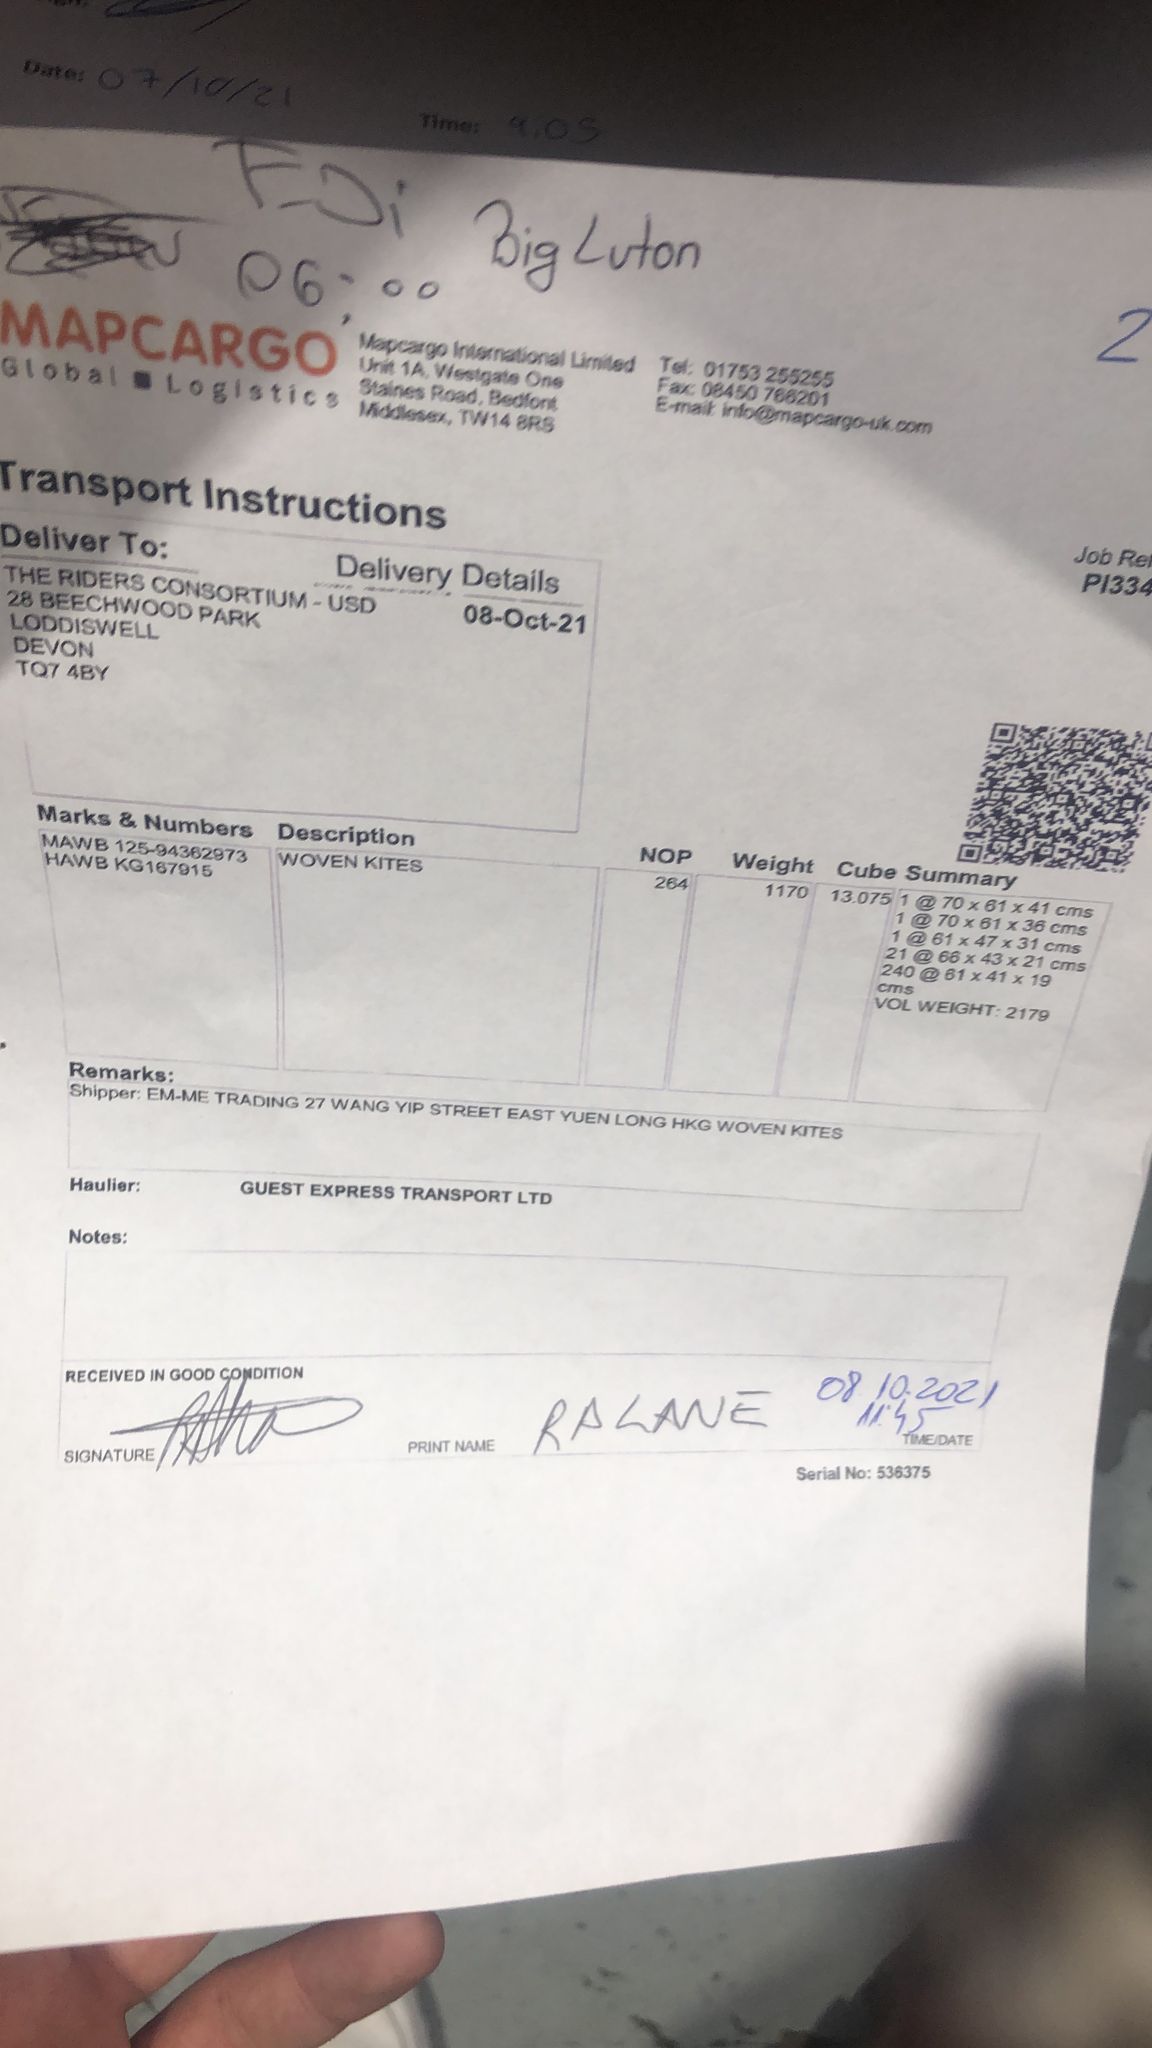 Date: 07/10/21
Time: 9.05
06:00
Big Luton
2
MAPCARGO
Global Logistics
Mapcargo International Limited
Unit 1A, Westgate One
Staines Road, Bedfont
Middlesex, TW14 8RS
Tel: 01753 255255
Fax: 08450 766201
E-mail: info@mapcargo-uk.com
Transport Instructions
Deliver To:
Delivery Details
THE RIDERS CONSORTIUM - USD
08-Oct-21
28 BEECHWOOD PARK
LODDISWELL
DEVON
TQ7 4BY
Job Re
PI334
Marks & Numbers Description NOP Weight Cube Summary
MAWB 125-94362973 WOVEN KITES 264 1170 13.075 1 @ 70 x 61 x 41 cms
HAWB KG167915
1 @ 70 x 61 x 36 cms
1 @ 61 x 47 x 31 cms
21 @ 66 x 43 x 21 cms
240 @ 61 x 41 x 19
cms
VOL WEIGHT: 2179
Remarks:
Shipper: EM-ME TRADING 27 WANG YIP STREET EAST YUEN LONG HKG WOVEN KITES
Haulier: GUEST EXPRESS TRANSPORT LTD
Notes:
RECEIVED IN GOOD CONDITION
SIGNATURE
PRINT NAME RALANE
08.10.2021
11:45
TIME/DATE
Serial No: 536375